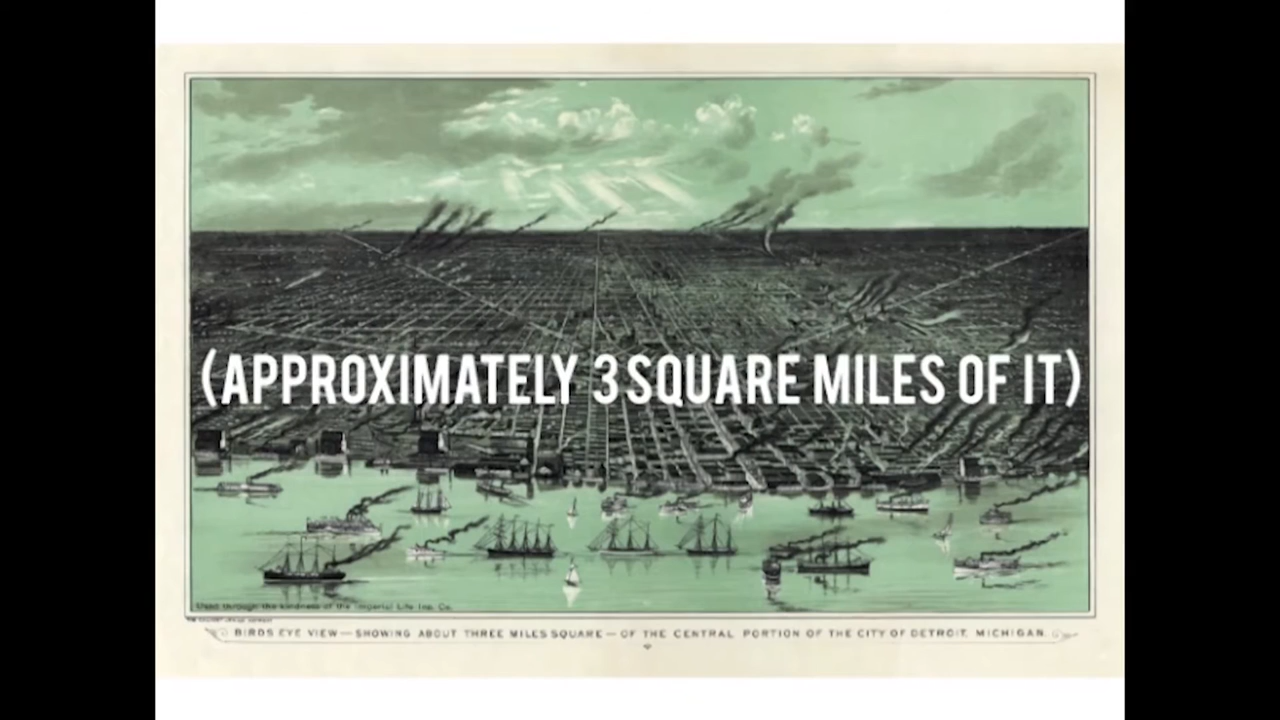 (APPROXIMATELY 3 SQUARE MILES OF IT)
Used through the kindness of the Imperial Life Ins. Co.
BIRDS EYE VIEW—SHOWING ABOUT THREE MILES SQUARE—OF THE CENTRAL PORTION OF THE CITY OF DETROIT, MICHIGAN.